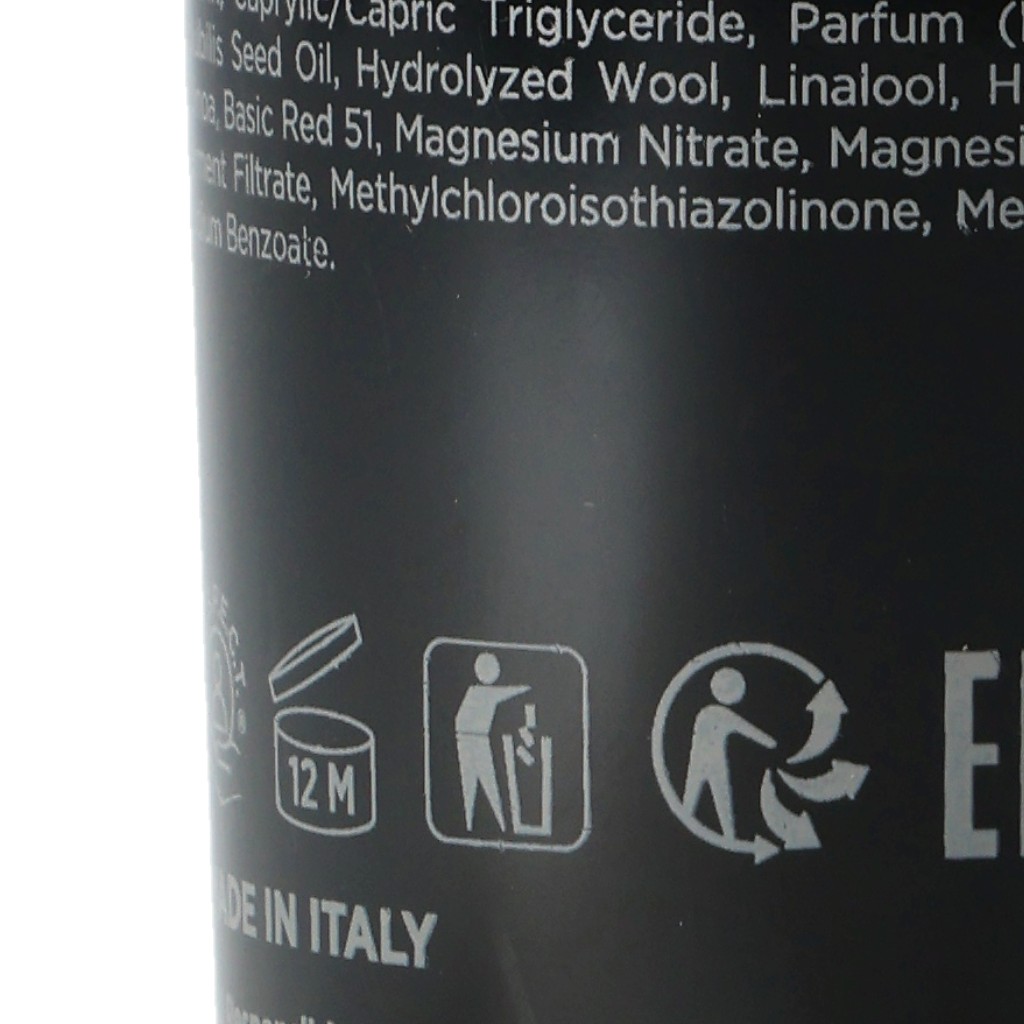 Caprylic/Capric Triglyceride, Parfum
Seed Oil, Hydrolyzed Wool, Linalool,
Basic Red 51, Magnesium Nitrate,
Filtrate, Methylchloroisothiazolinone,
Benzoate.
12 M
MADE IN ITALY